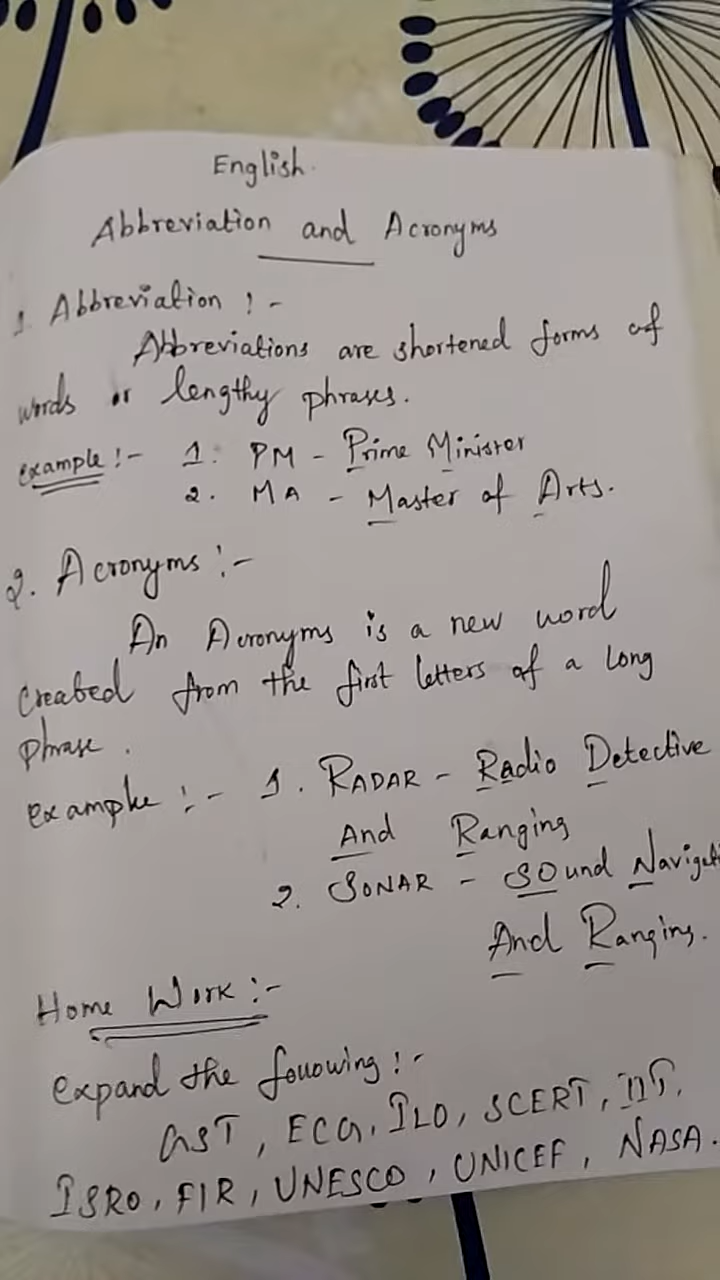 English.
Abbreviation and Acronyms
1. Abbreviation :-
Abbreviations are shortened forms of
words or lengthy phrases.
example :- 1. PM - Prime Minister
2. MA - Master of Arts.
2. Acronyms :-
An Acronyms is a new word
Created from the first letters of a long
phrase.
example :- 1. RADAR - Radio Detective
And Ranging
2. SONAR - SOund Navigati
And Ranging.
Home Work :-
Expand the following :-
GST, ECG, ILO, SCERT, IIT,
ISRO, FIR, UNESCO, UNICEF, NASA.